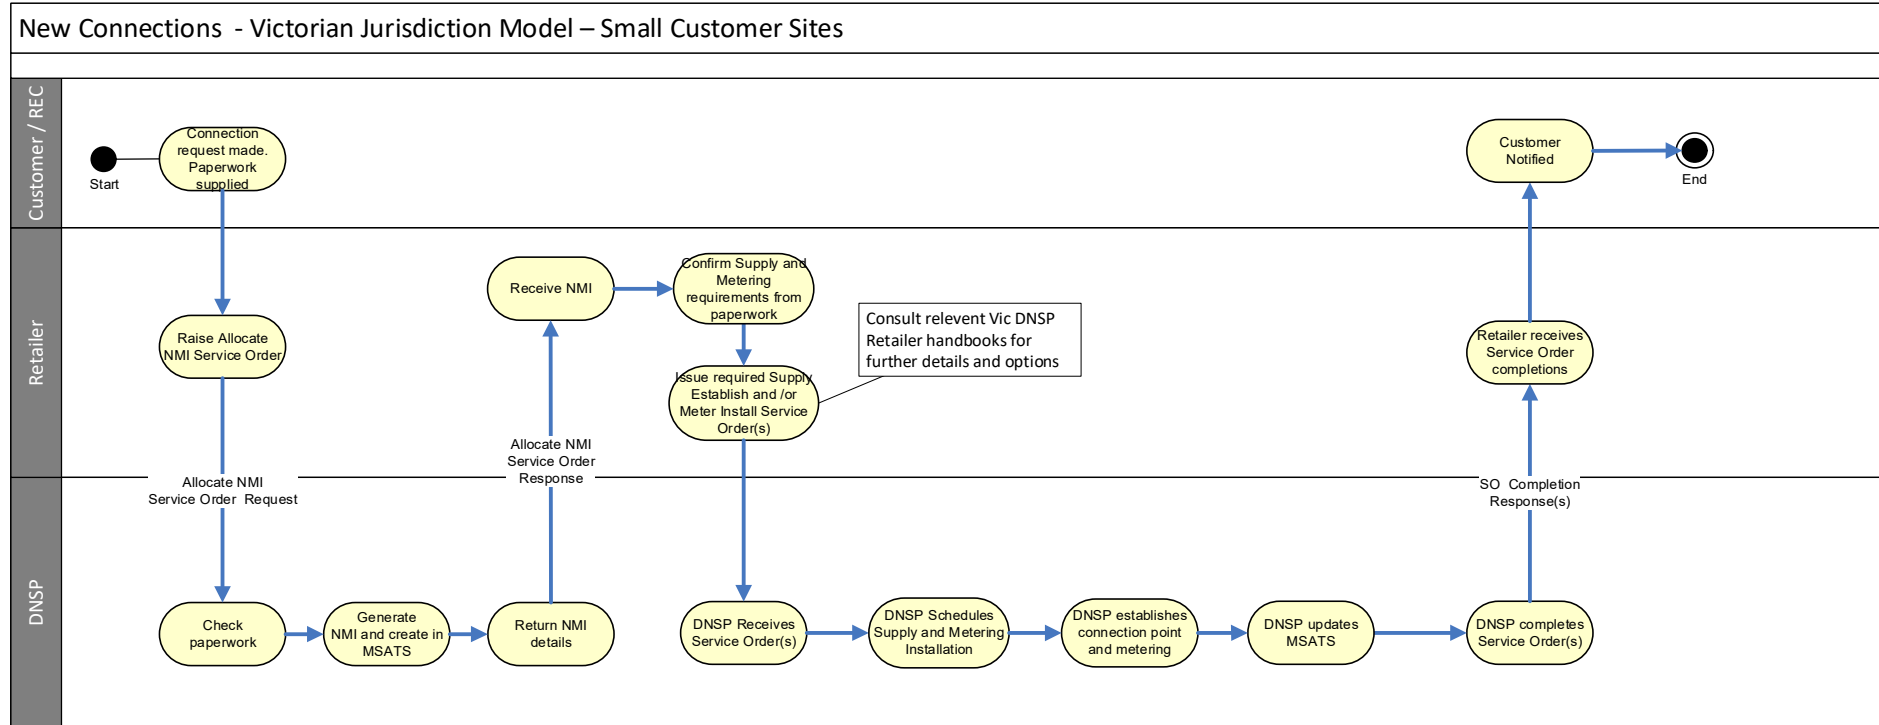 New Connections - Victorian Jurisdiction Model – Small Customer Sites
Customer / REC
Start
Connection
request made.
Paperwork
supplied
Customer
Notified
End
Retailer
Raise Allocate
NMI Service Order
Receive NMI
Confirm Supply and
Metering
requirements from
paperwork
Issue required Supply
Establish and /or
Meter Install Service
Order(s)
Consult relevent Vic DNSP
Retailer handbooks for
further details and options
Retailer receives
Service Order
completions
Allocate NMI
Service Order Request
Allocate NMI
Service Order
Response
SO Completion
Response(s)
DNSP
Check
paperwork
Generate
NMI and create in
MSATS
Return NMI
details
DNSP Receives
Service Order(s)
DNSP Schedules
Supply and Metering
Installation
DNSP establishes
connection point
and metering
DNSP updates
MSATS
DNSP completes
Service Order(s)